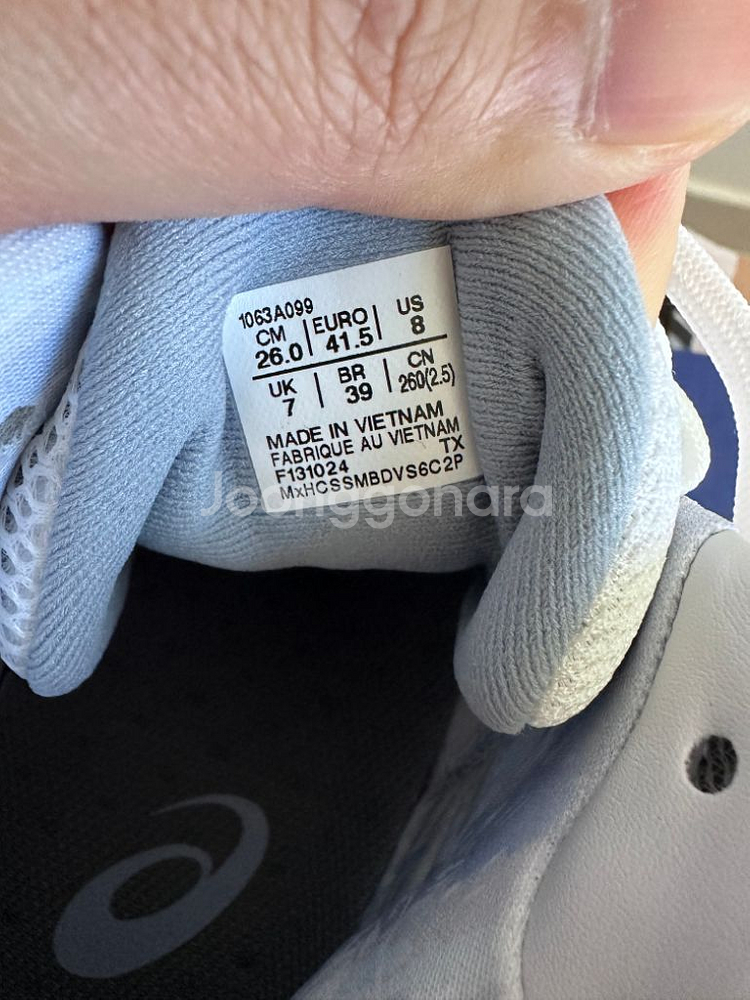 1063A099
CM EURO US
26.0 41.5 8
UK BR CN
7 39 260(2.5)
MADE IN VIETNAM
FABRIQUE AU VIETNAM
F131024 TX
MxHCSSMBDVS6C2P
Joonggonara